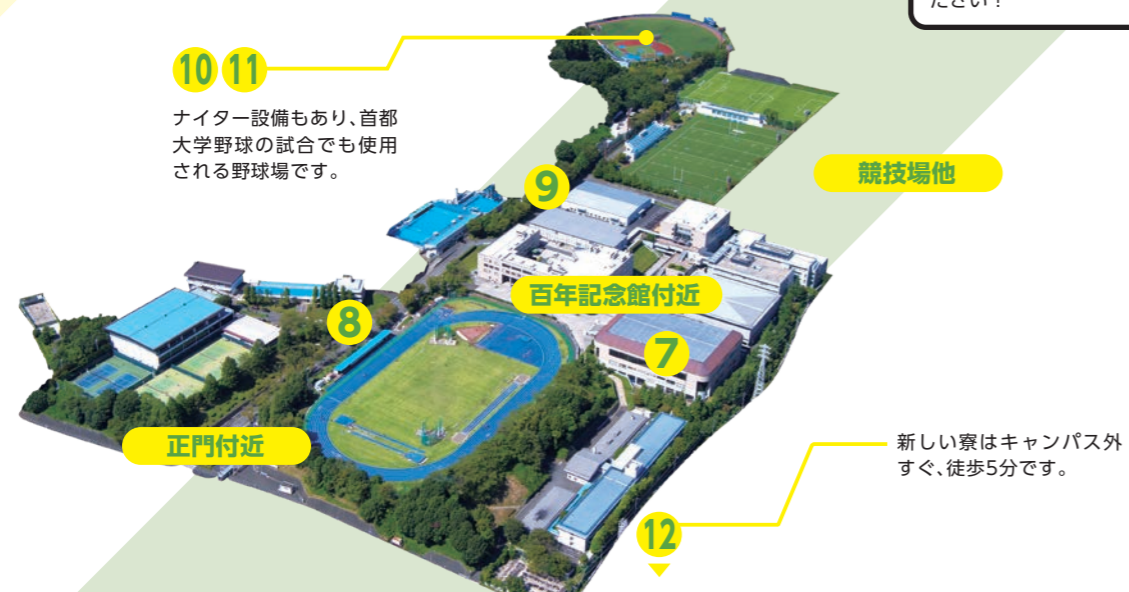 ださい！
10 11
ナイター設備もあり、首都
大学野球の試合でも使用
される野球場です。
9
競技場他
百年記念館付近
8
7
正門付近
新しい寮はキャンパス外
すぐ、徒歩5分です。
12